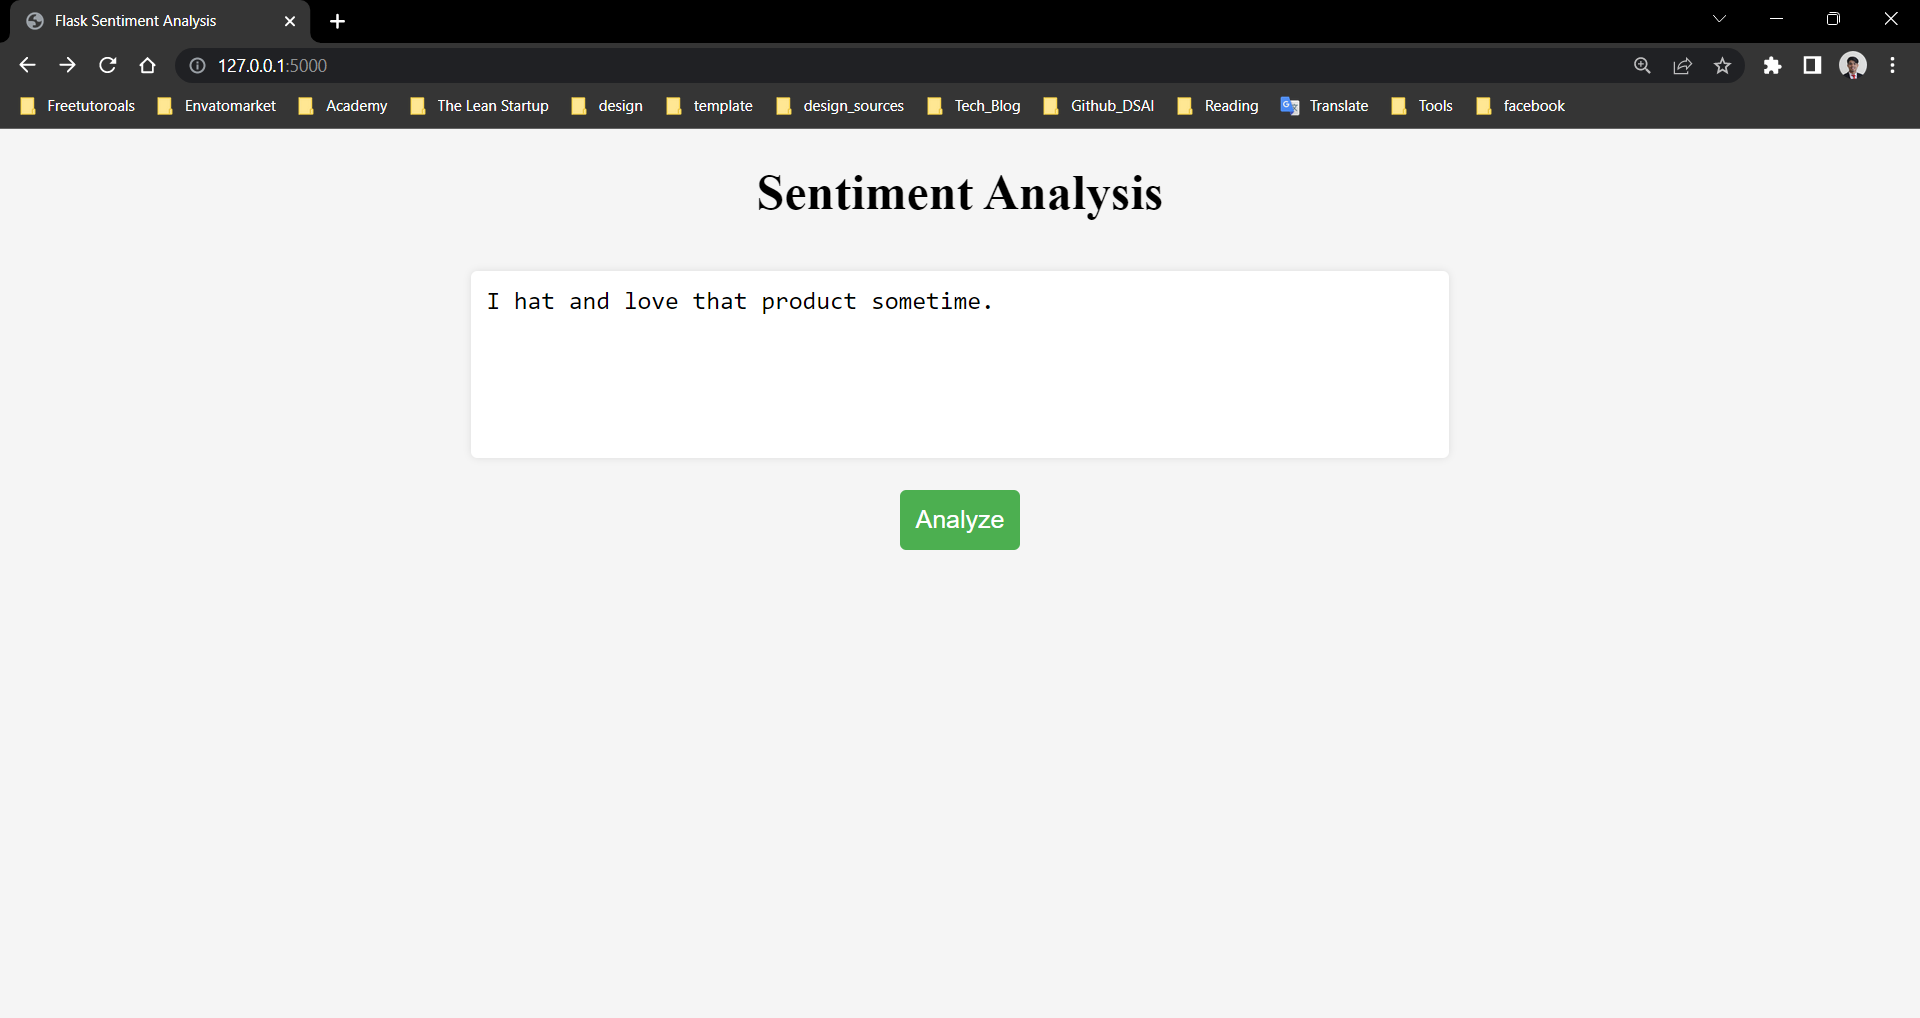 Flask Sentiment Analysis
127.0.0.1:5000
Freetutoroals Envatomarket Academy The Lean Startup design template design_sources Tech_Blog Github_DSAI Reading Translate Tools facebook
Sentiment Analysis
I hat and love that product sometime.
Analyze